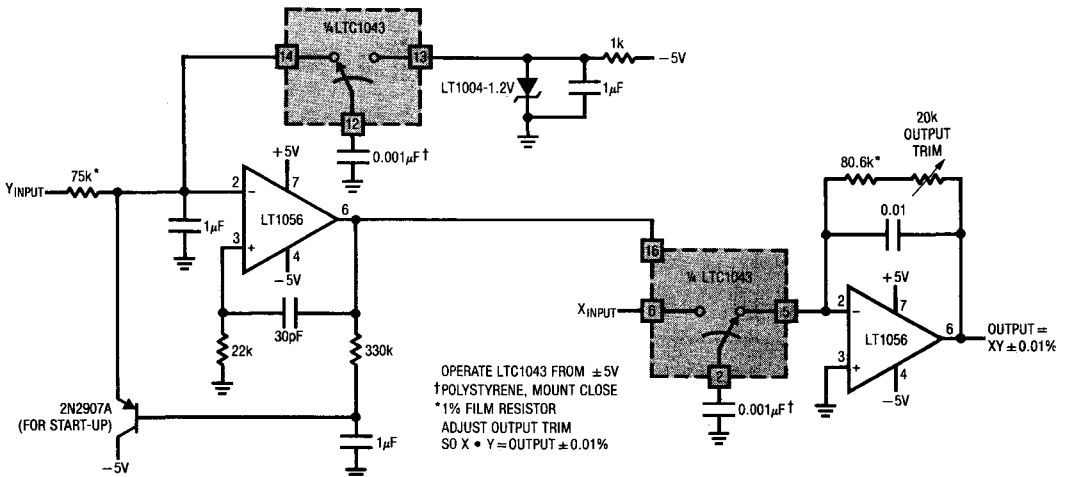 ¼LTC1043
14
13
12
1k
−5V
LT1004-1.2V
1μF
0.001μF†
+5V
YINPUT
75k*
2
−
7
LT1056
6
1μF
3
+
4
−5V
30pF
22k
330k
2N2907A
(FOR START-UP)
−5V
1μF
16
¼ LTC1043
XINPUT
6
5
2
0.001μF†
20k
OUTPUT
TRIM
80.6k*
0.01
+5V
2
−
7
LT1056
6
3
+
4
−5V
OUTPUT =
XY ± 0.01%
OPERATE LTC1043 FROM ±5V
†POLYSTYRENE, MOUNT CLOSE
*1% FILM RESISTOR
ADJUST OUTPUT TRIM
SO X • Y = OUTPUT ± 0.01%